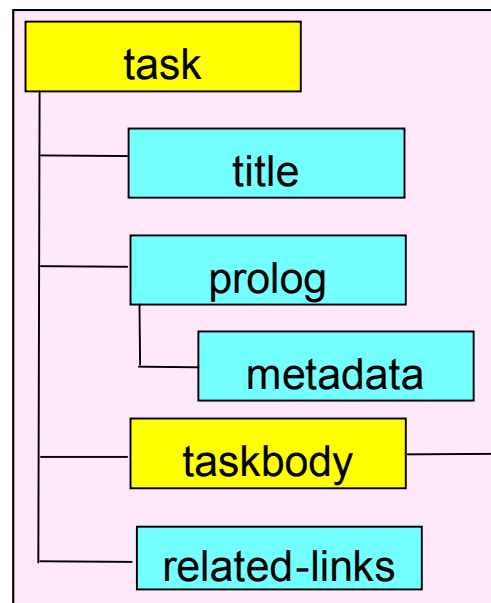 task
title
prolog
metadata
taskbody
related-links